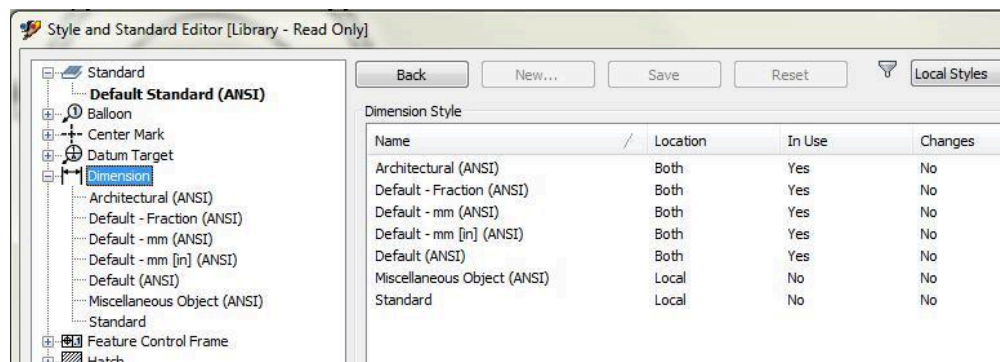 Style and Standard Editor [Library - Read Only]
Standard
Default Standard (ANSI)
Balloon
Center Mark
Datum Target
Dimension
Architectural (ANSI)
Default - Fraction (ANSI)
Default - mm (ANSI)
Default - mm [in] (ANSI)
Default (ANSI)
Miscellaneous Object (ANSI)
Standard
Feature Control Frame
Hatch
Back New... Save Reset Local Styles
Dimension Style
Name Location In Use Changes
Architectural (ANSI) Both Yes No
Default - Fraction (ANSI) Both Yes No
Default - mm (ANSI) Both Yes No
Default - mm [in] (ANSI) Both Yes No
Default (ANSI) Both Yes No
Miscellaneous Object (ANSI) Local No No
Standard Local No No